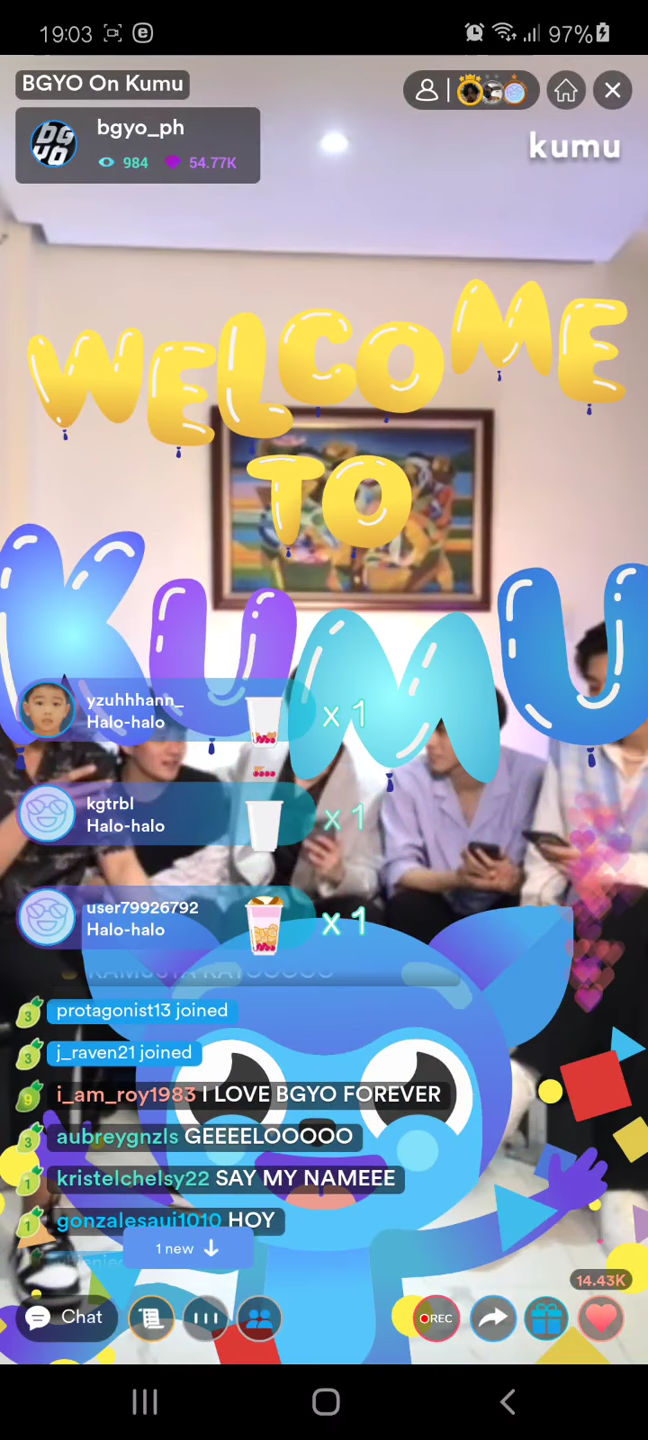 19:03
97%
BGYO On Kumu
bgyo_ph
984 54.77K
kumu
WELCOME
TO
KUMU
yzuhhhann_
Halo-halo
x 1
kgtrbl
Halo-halo
x 1
user79926792
Halo-halo
x 1
3 protagonist13 joined
3 j_raven21 joined
9 i_am_roy1983 I LOVE BGYO FOREVER
3 aubreygnzls GEEEELOOOOO
1 kristelchelsy22 SAY MY NAMEEE
1 gonzalesaui1010 HOY
1 new
14.43K
Chat
REC